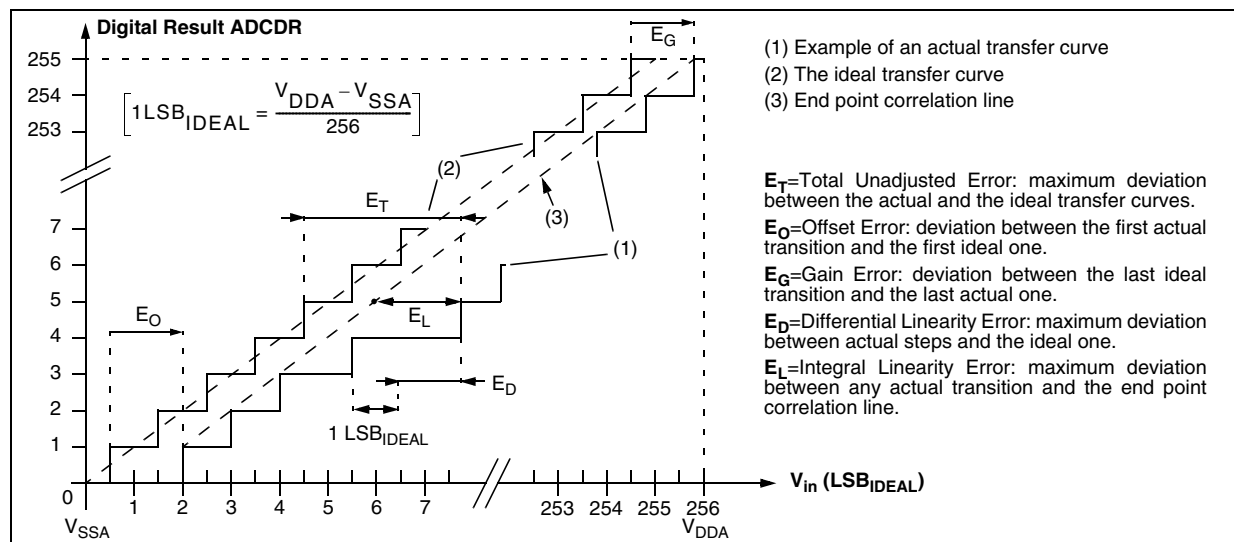 Digital Result ADCDR
E_G
255
254
253
1LSB_IDEAL = V_DDA – V_SSA / 256
(2)
E_T
(3)
7
6
(1)
5
E_O
E_L
4
3
E_D
2
1 LSB_IDEAL
1
0
1 2 3 4 5 6 7 253 254 255 256
V_in (LSB_IDEAL)
V_SSA
V_DDA
(1) Example of an actual transfer curve
(2) The ideal transfer curve
(3) End point correlation line
E_T=Total Unadjusted Error: maximum deviation
between the actual and the ideal transfer curves.
E_O=Offset Error: deviation between the first actual
transition and the first ideal one.
E_G=Gain Error: deviation between the last ideal
transition and the last actual one.
E_D=Differential Linearity Error: maximum deviation
between actual steps and the ideal one.
E_L=Integral Linearity Error: maximum deviation
between any actual transition and the end point
correlation line.